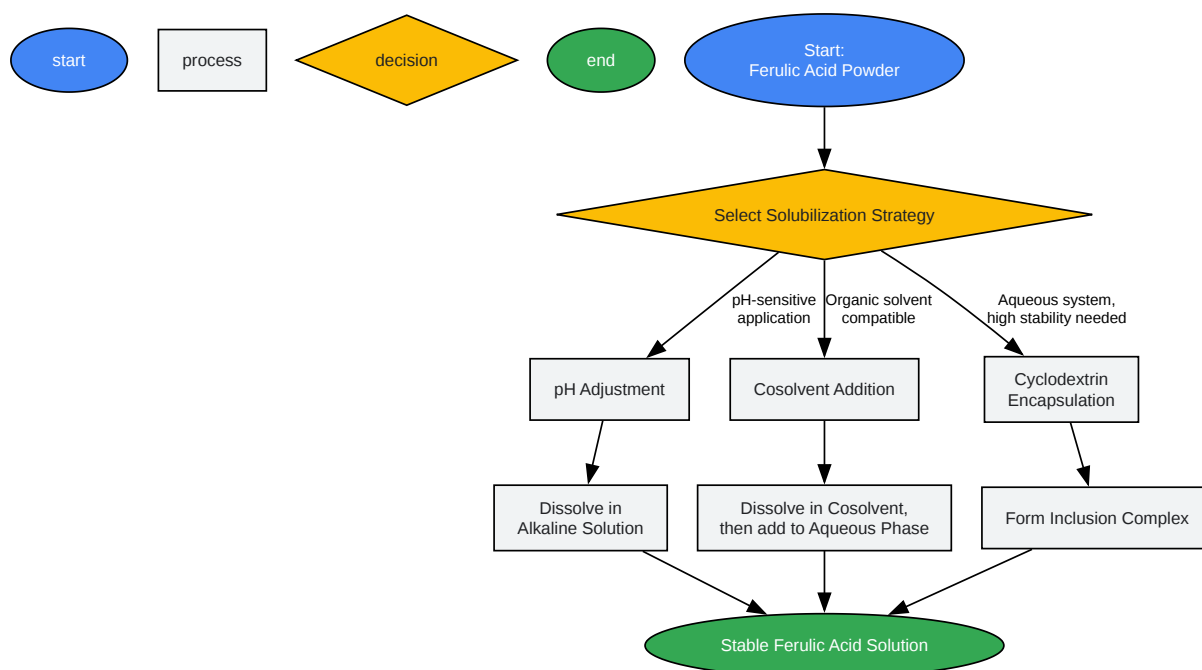 start
process
decision
end
Start:
Ferulic Acid Powder
Select Solubilization Strategy
pH-sensitive
application
Organic solvent
compatible
Aqueous system,
high stability needed
pH Adjustment
Cosolvent Addition
Cyclodextrin
Encapsulation
Dissolve in
Alkaline Solution
Dissolve in Cosolvent,
then add to Aqueous Phase
Form Inclusion Complex
Stable Ferulic Acid Solution